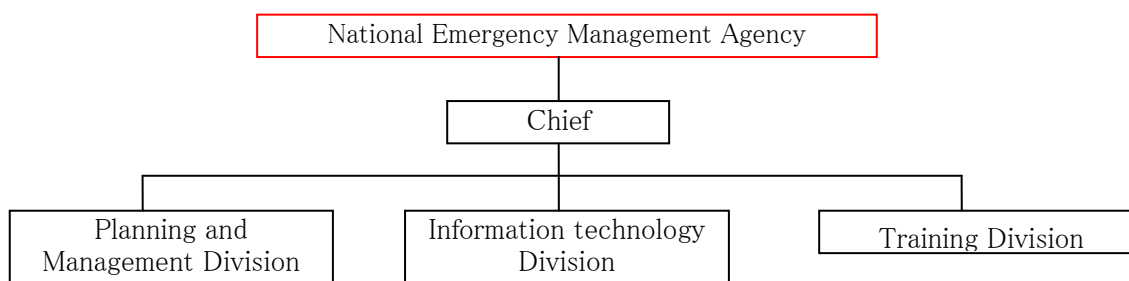 National Emergency Management Agency
Chief
Planning and
Management Division
Information technology
Division
Training Division